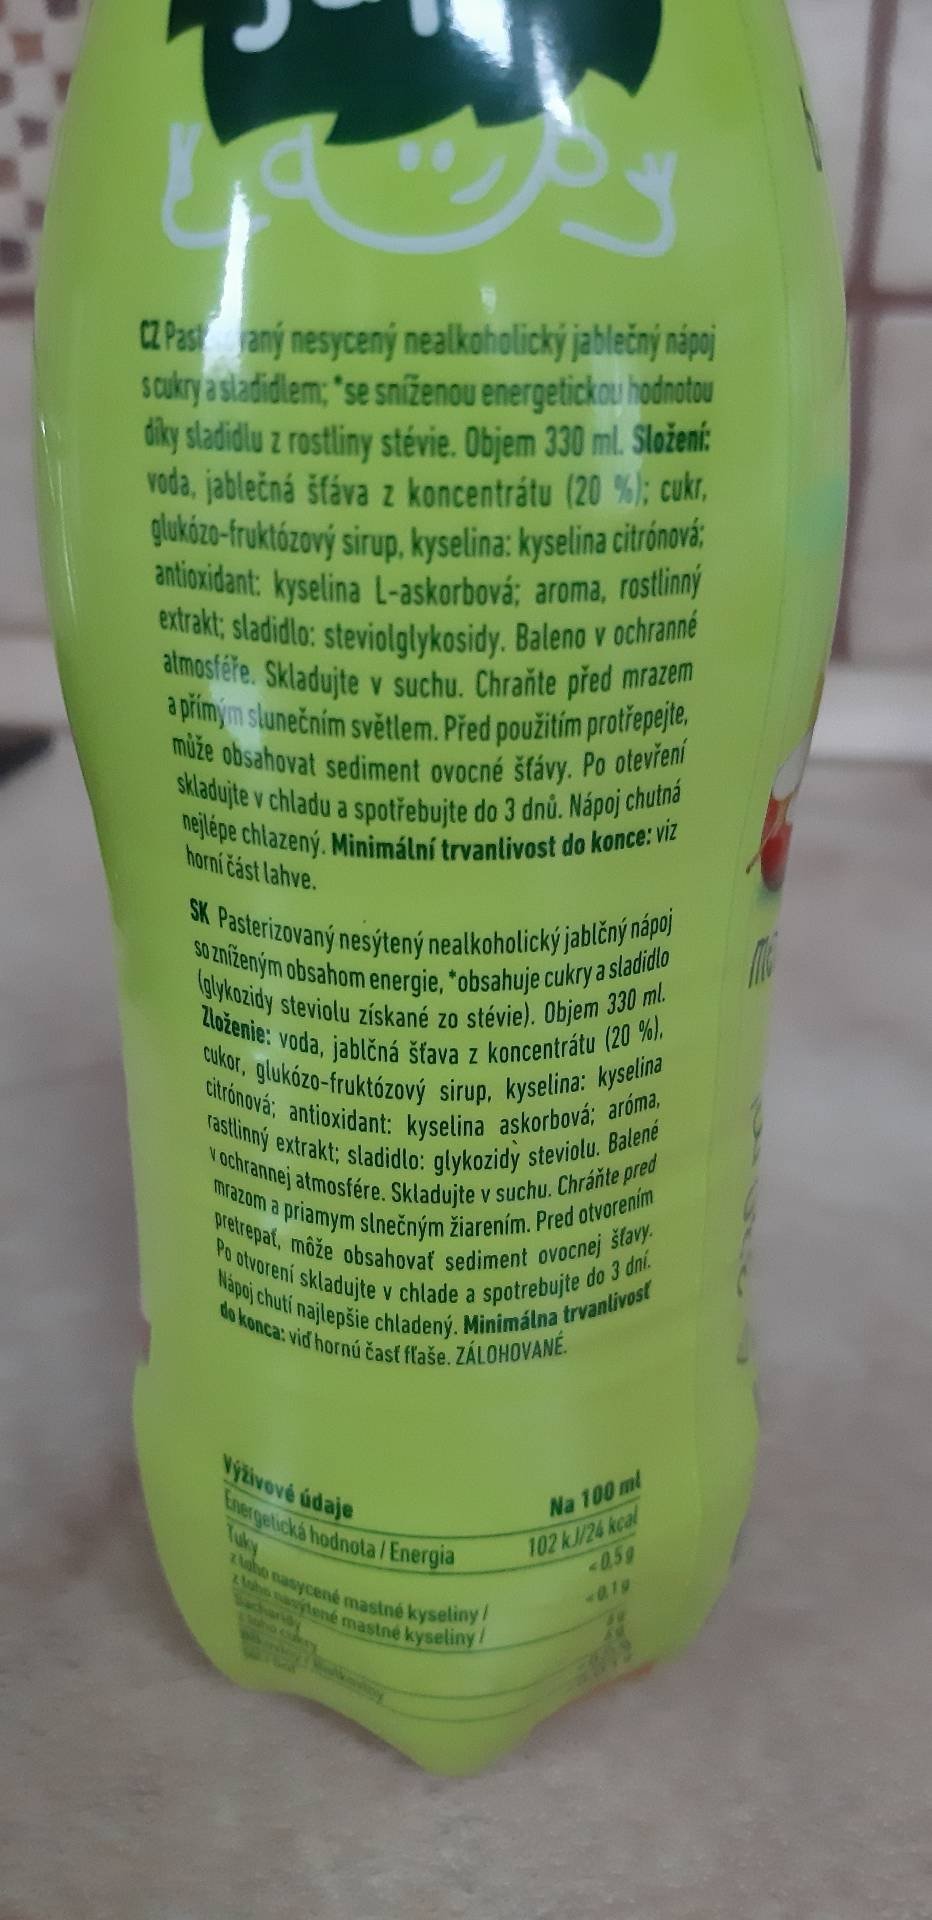 CZ nesycený nealkoholický jablečný nápoj
s cukry a sladidlem; *se sníženou energetickou hodnotou
díky sladidlu z rostliny stévie. Objem 330 ml. Složení:
voda, jablečná šťáva z koncentrátu (20 %); cukr,
glukózo-fruktózový sirup, kyselina: kyselina citrónová;
antioxidant: kyselina L-askorbová; aroma, rostlinný
extrakt; sladidlo: steviolglykosidy. Baleno v ochranné
atmosféře. Skladujte v suchu. Chraňte před mrazem
a přímým slunečním světlem. Před použitím protřepejte,
může obsahovat sediment ovocné šťávy. Po otevření
skladujte v chladu a spotřebujte do 3 dnů. Nápoj chutná
nejlépe chlazený. Minimální trvanlivost do konce: viz
horní část lahve.
SK Pasterizovaný nesýtený nealkoholický jablčný nápoj
so zníženým obsahom energie, *obsahuje cukry a sladidlo
(glykozidy steviolu získané zo stévie). Objem 330 ml.
Zloženie: voda, jablčná šťava z koncentrátu (20 %),
cukor, glukózo-fruktózový sirup, kyselina: kyselina
citrónová; antioxidant: kyselina askorbová; aróma,
rastlinný extrakt; sladidlo: glykozidy steviolu. Balené
v ochrannej atmosfére. Skladujte v suchu. Chráňte pred
mrazom a priamym slnečným žiarením. Pred otvorením
pretrepať, môže obsahovať sediment ovocnej šťavy.
Po otvorení skladujte v chlade a spotrebujte do 3 dní.
Nápoj chutí najlepšie chladený. Minimálna trvanlivosť
do konca: viď hornú časť fľaše. ZÁLOHOVANÉ.
Výživové údaje Na 100 ml
Energetická hodnota / Energia 102 kJ/24 kcal
Tuky <0,5 g
z toho nasycené mastné kyseliny / <0,1 g
z toho nasýtené mastné kyseliny /
Sacharidy
z toho cukry